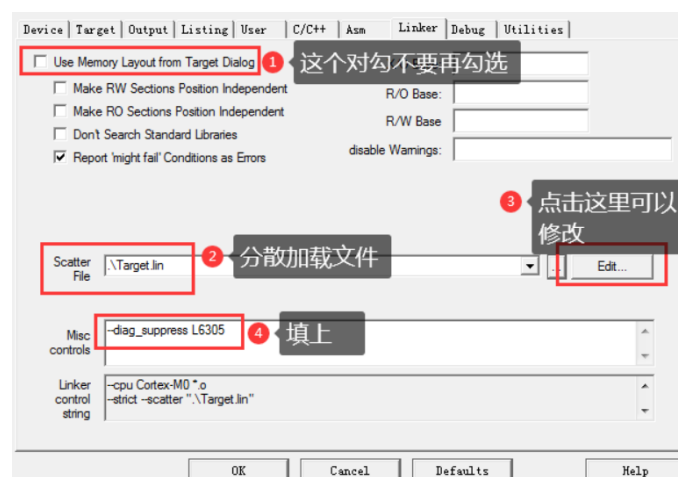 Device Target Output Listing User C/C++ Asm Linker Debug Utilities
Use Memory Layout from Target Dialog 1 这个对勾不要再勾选
Make RW Sections Position Independent
R/O Base:
Make RO Sections Position Independent
R/W Base
Don't Search Standard Libraries
Report 'might fail' Conditions as Errors
disable Warnings:
3 点击这里可以
修改
Scatter
File
.\Target.lin
2 分散加载文件
... Edit...
Misc
controls
--diag_suppress L6305
4 填上
Linker
control
string
--cpu Cortex-M0 *.o
--strict --scatter ".\Target.lin"
OK Cancel Defaults Help